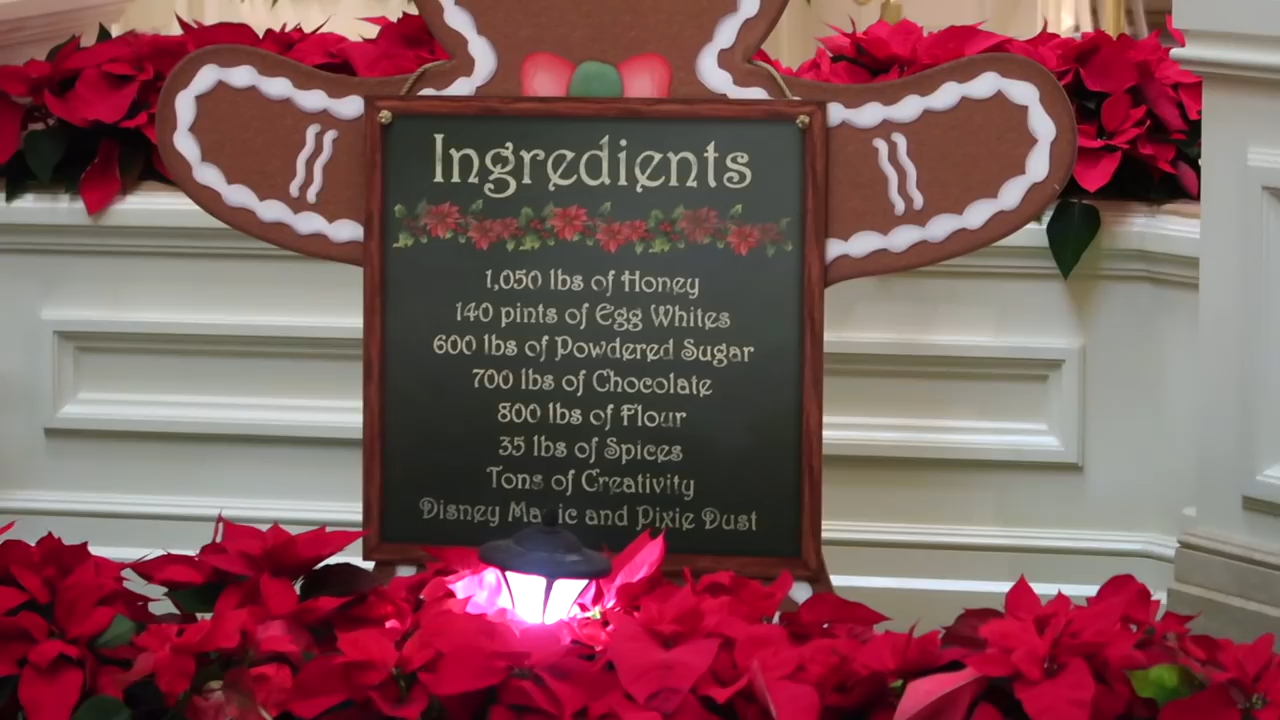 Ingredients
1,050 lbs of Honey
140 pints of Egg Whites
600 lbs of Powdered Sugar
700 lbs of Chocolate
800 lbs of Flour
35 lbs of Spices
Tons of Creativity
Disney Magic and Pixie Dust